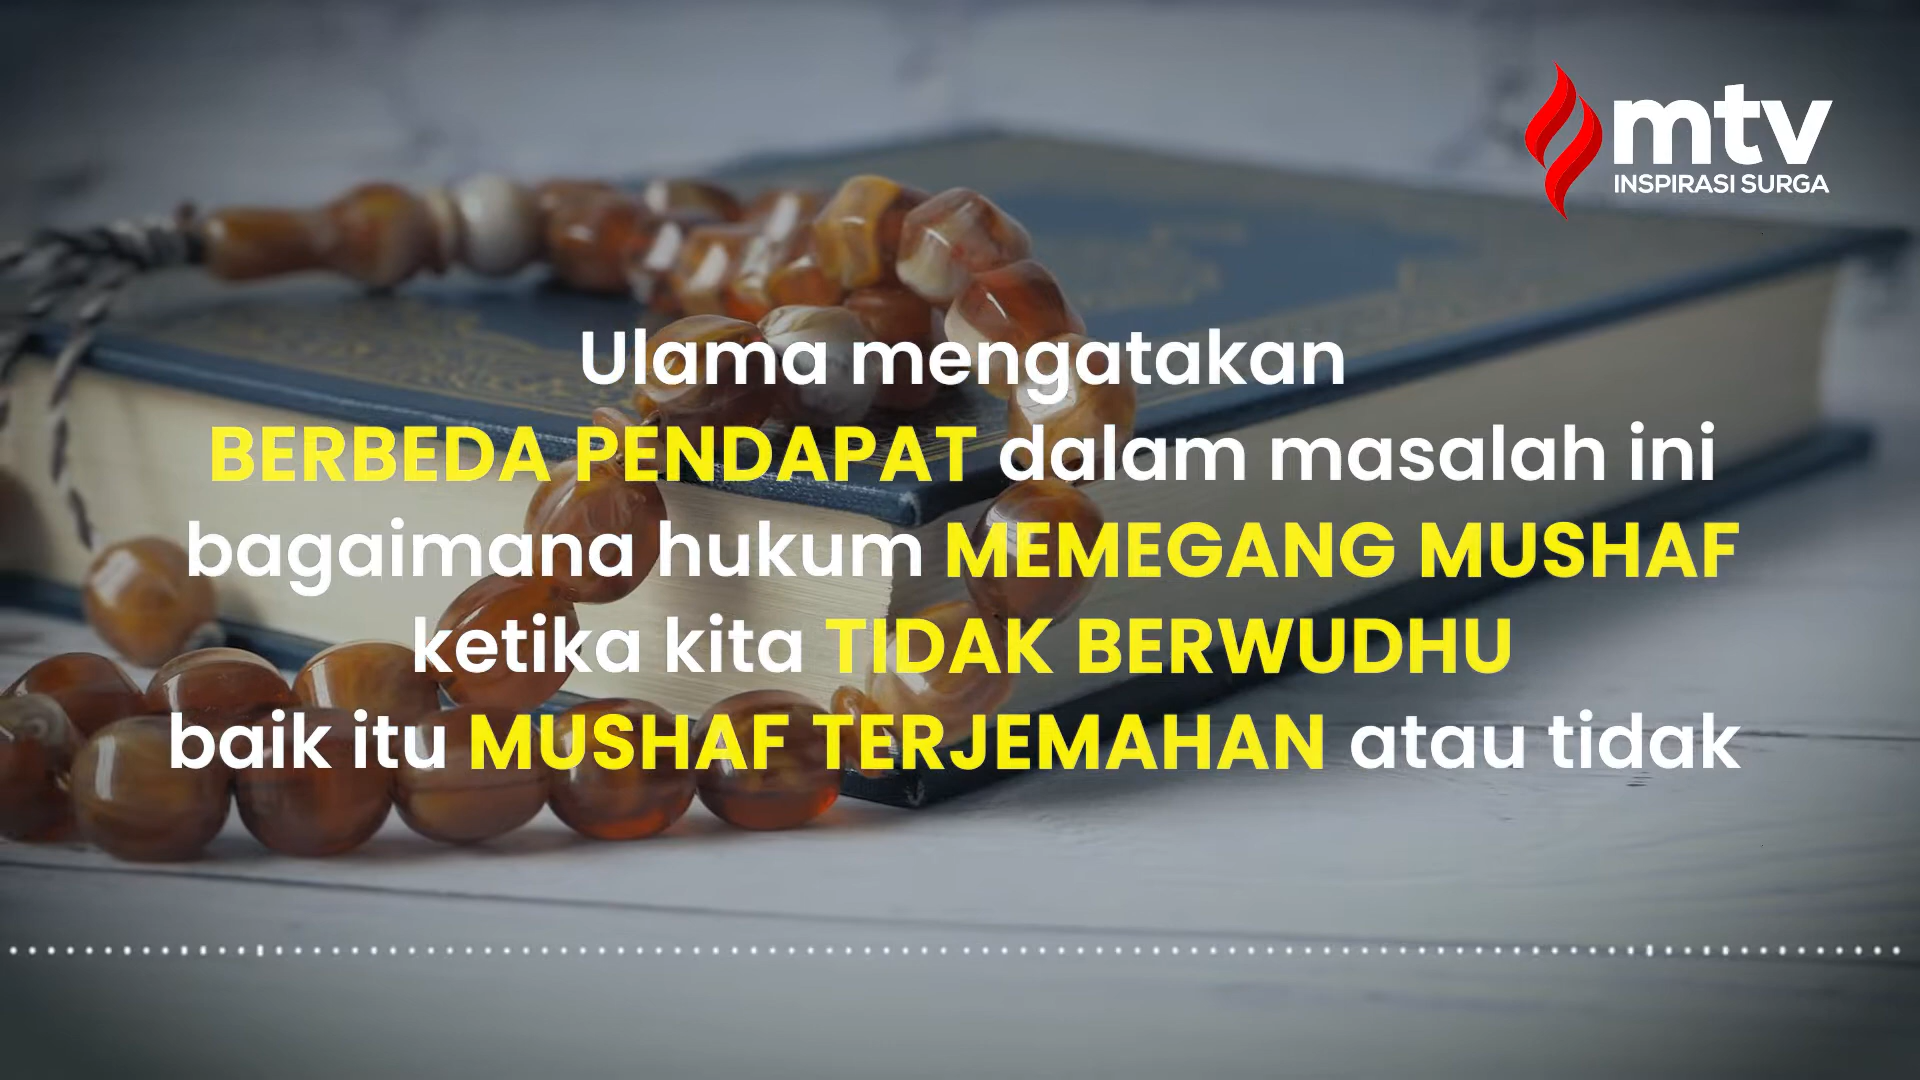 mtv
INSPIRASI SURGA
Ulama mengatakan
BERBEDA PENDAPAT dalam masalah ini
bagaimana hukum MEMEGANG MUSHAF
ketika kita TIDAK BERWUDHU
baik itu MUSHAF TERJEMAHAN atau tidak